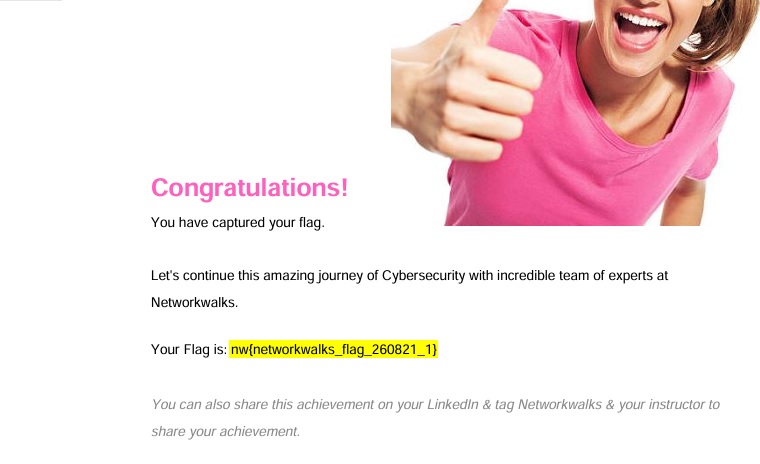 Congratulations!
You have captured your flag.
Let's continue this amazing journey of Cybersecurity with incredible team of experts at
Networkwalks.
Your Flag is: nw{networkwalks_flag_260821_1}
You can also share this achievement on your LinkedIn & tag Networkwalks & your instructor to
share your achievement.